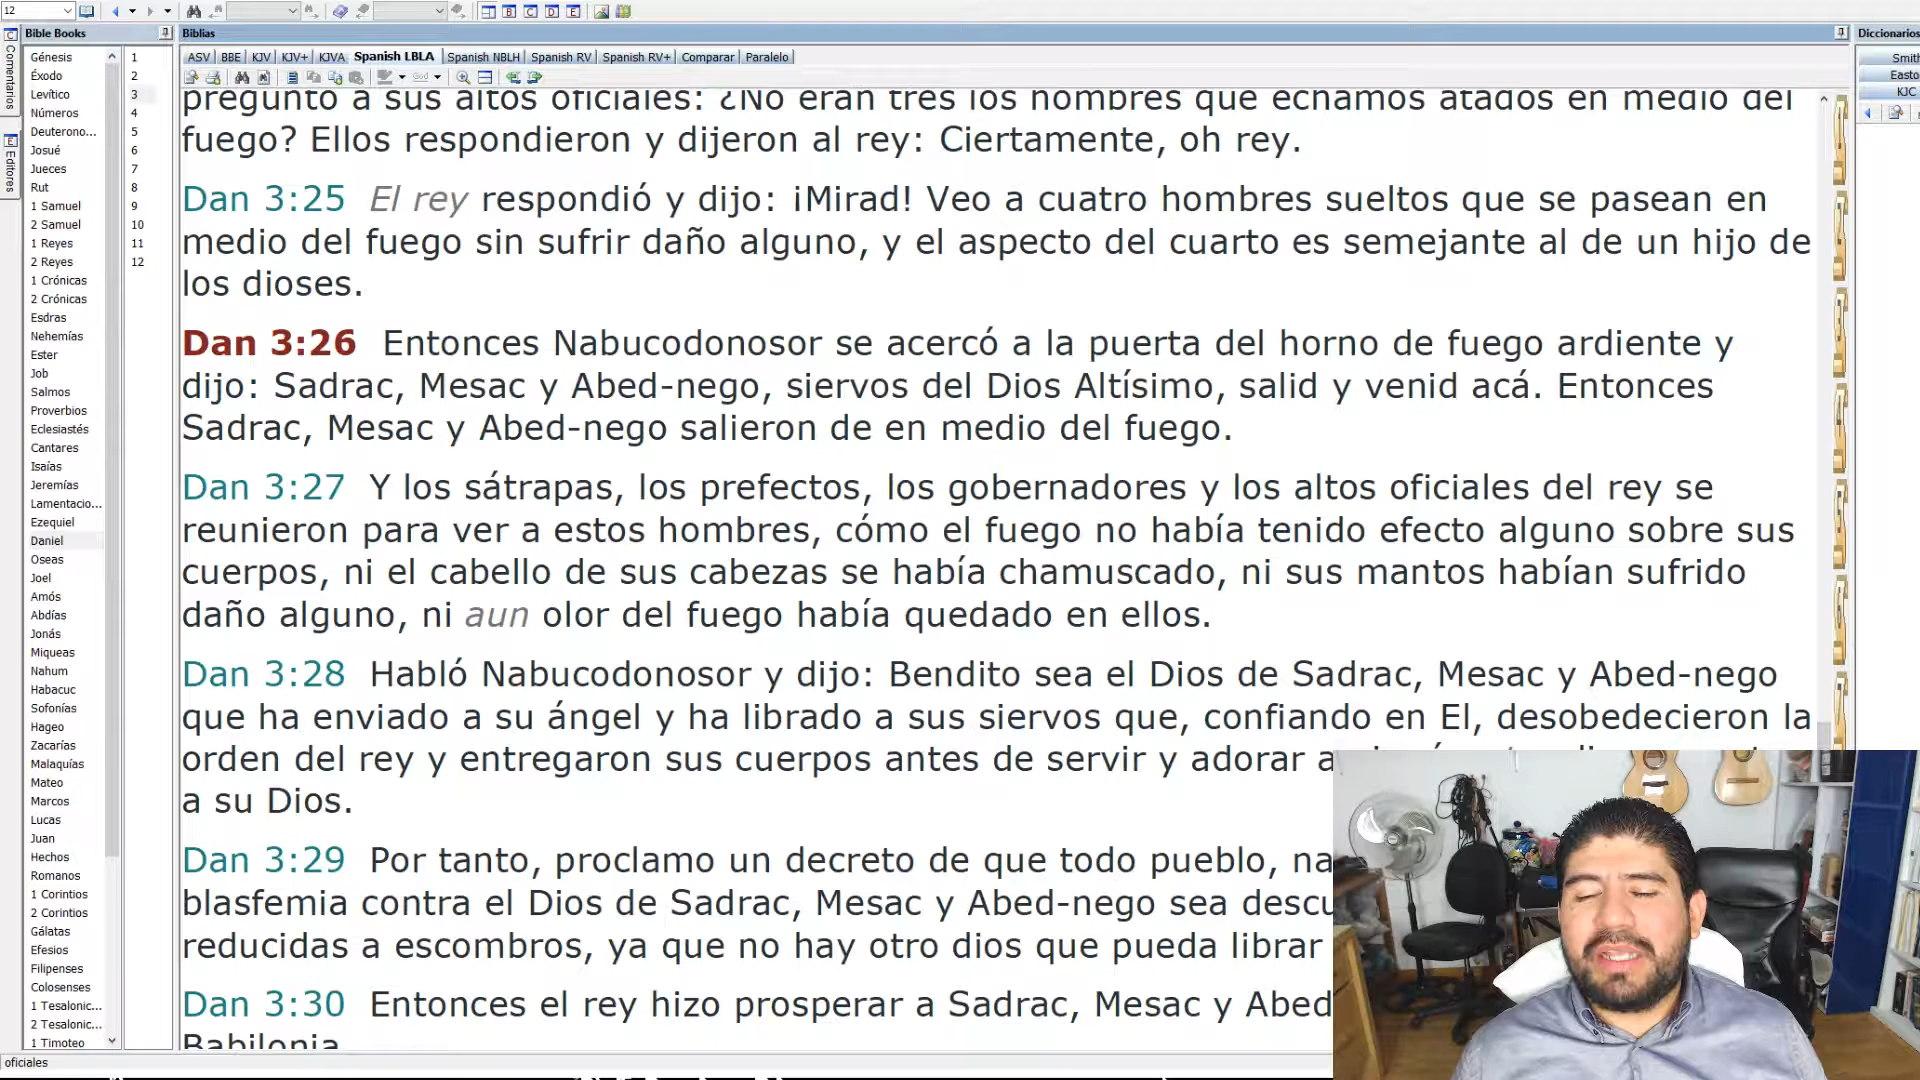 12
Bible Books
Biblias
Diccionarios
Comentarios
Editores
Génesis
Éxodo
Levítico
Números
Deuterono...
Josué
Jueces
Rut
1 Samuel
2 Samuel
1 Reyes
2 Reyes
1 Crónicas
2 Crónicas
Esdras
Nehemías
Ester
Job
Salmos
Proverbios
Eclesiastés
Cantares
Isaías
Jeremías
Lamentacio...
Ezequiel
Daniel
Oseas
Joel
Amós
Abdías
Jonás
Miqueas
Nahum
Habacuc
Sofonías
Hageo
Zacarías
Malaquías
Mateo
Marcos
Lucas
Juan
Hechos
Romanos
1 Corintios
2 Corintios
Gálatas
Efesios
Filipenses
Colosenses
1 Tesalonic...
2 Tesalonic...
1 Timoteo
1
2
3
4
5
6
7
8
9
10
11
12
ASV BBE KJV KJV+ KJVA Spanish LBLA Spanish NBLH Spanish RV Spanish RV+ Comparar Paralelo
preguntó a sus altos oficiales: ¿No eran tres los hombres que echamos atados en medio del
fuego? Ellos respondieron y dijeron al rey: Ciertamente, oh rey.
Dan 3:25 El rey respondió y dijo: ¡Mirad! Veo a cuatro hombres sueltos que se pasean en
medio del fuego sin sufrir daño alguno, y el aspecto del cuarto es semejante al de un hijo de
los dioses.
Dan 3:26 Entonces Nabucodonosor se acercó a la puerta del horno de fuego ardiente y
dijo: Sadrac, Mesac y Abed-nego, siervos del Dios Altísimo, salid y venid acá. Entonces
Sadrac, Mesac y Abed-nego salieron de en medio del fuego.
Dan 3:27 Y los sátrapas, los prefectos, los gobernadores y los altos oficiales del rey se
reunieron para ver a estos hombres, cómo el fuego no había tenido efecto alguno sobre sus
cuerpos, ni el cabello de sus cabezas se había chamuscado, ni sus mantos habían sufrido
daño alguno, ni aun olor del fuego había quedado en ellos.
Dan 3:28 Habló Nabucodonosor y dijo: Bendito sea el Dios de Sadrac, Mesac y Abed-nego
que ha enviado a su ángel y ha librado a sus siervos que, confiando en El, desobedecieron la
orden del rey y entregaron sus cuerpos antes de servir y adorar a
a su Dios.
Dan 3:29 Por tanto, proclamo un decreto de que todo pueblo, na
blasfemia contra el Dios de Sadrac, Mesac y Abed-nego sea descu
reducidas a escombros, ya que no hay otro dios que pueda librar
Dan 3:30 Entonces el rey hizo prosperar a Sadrac, Mesac y Abed
Babilonia
Smith
Easto
KJC
oficiales